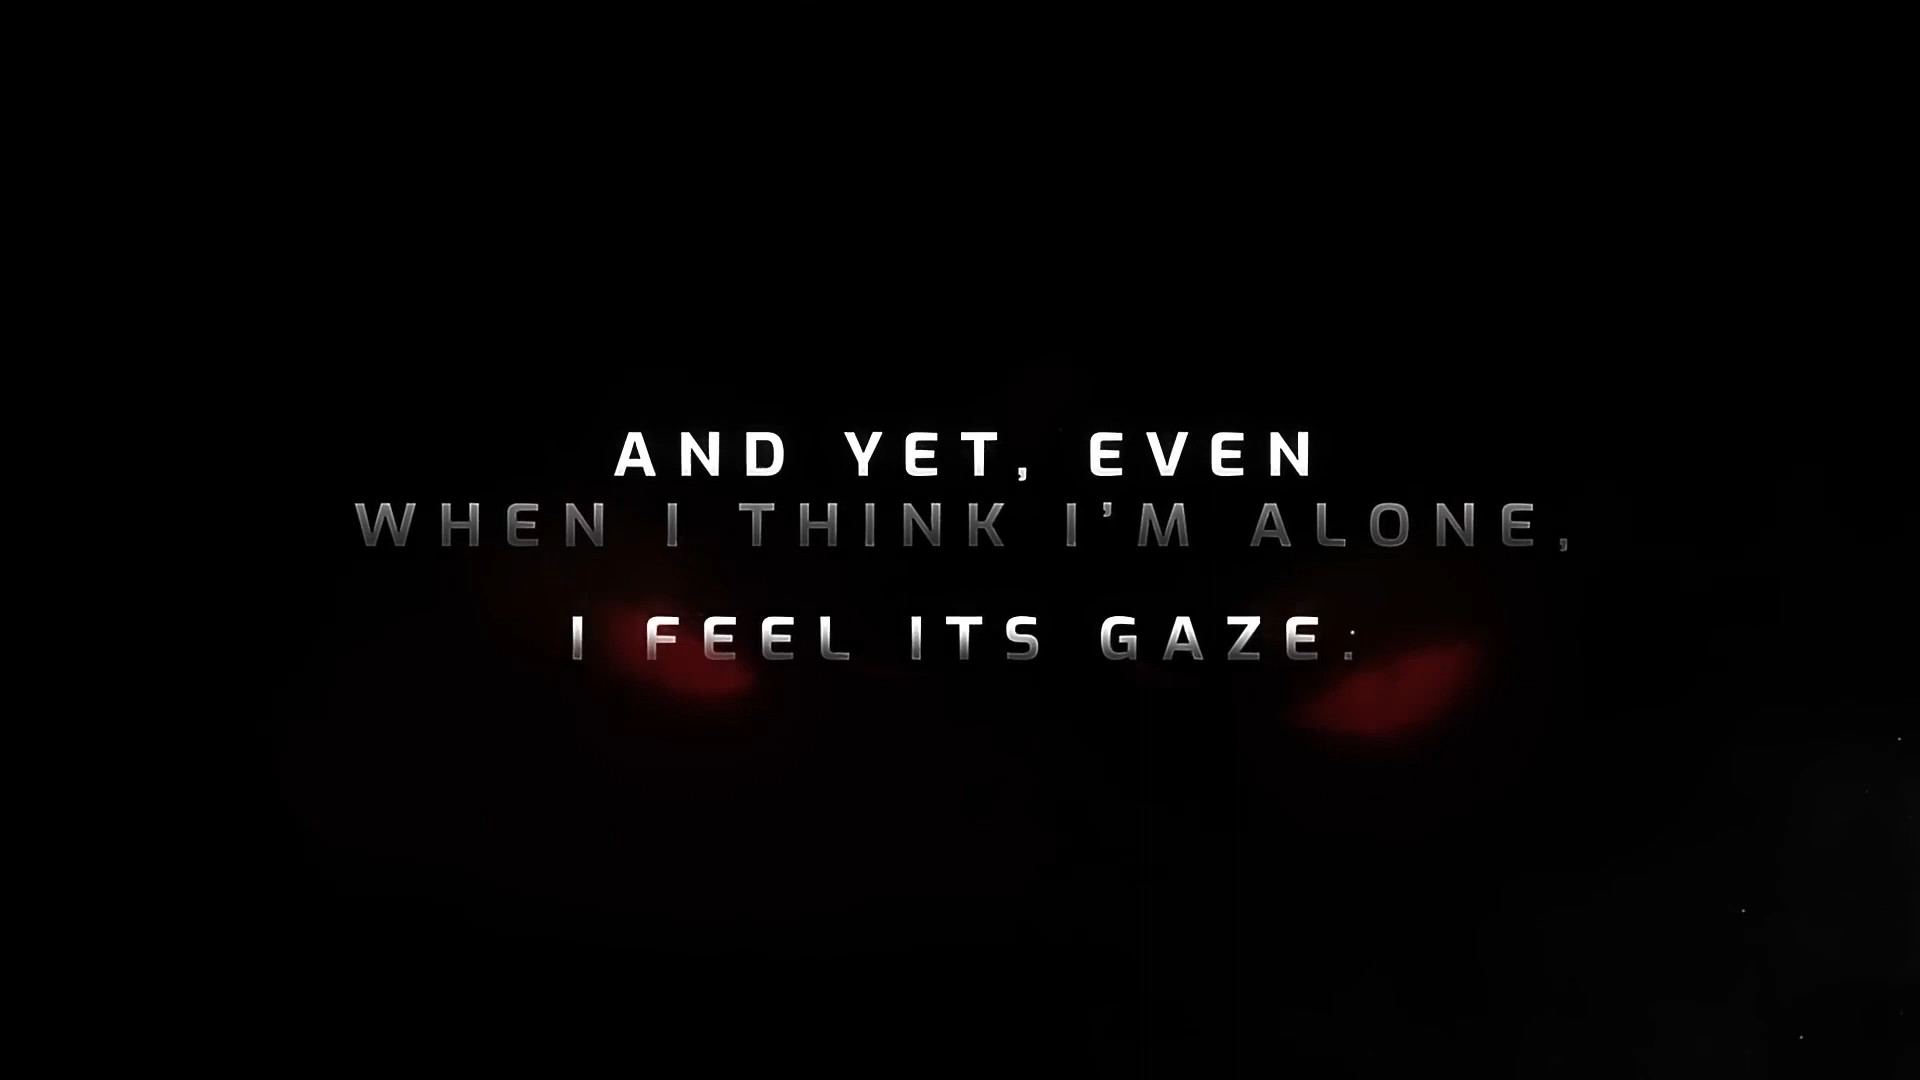 AND YET, EVEN
WHEN I THINK I’M ALONE,
I FEEL ITS GAZE.